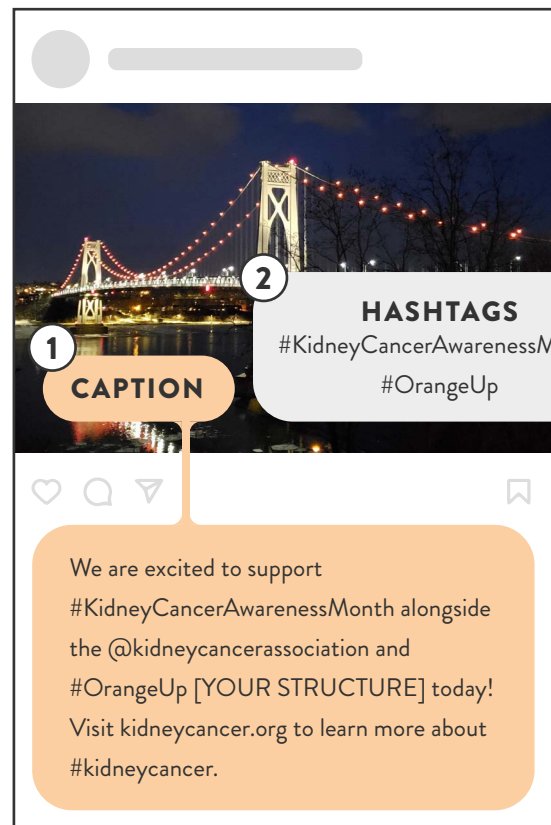 2
HASHTAGS
#KidneyCancerAwarenessM
#OrangeUp
1
CAPTION
We are excited to support
#KidneyCancerAwarenessMonth alongside
the @kidneycancerassociation and
#OrangeUp [YOUR STRUCTURE] today!
Visit kidneycancer.org to learn more about
#kidneycancer.